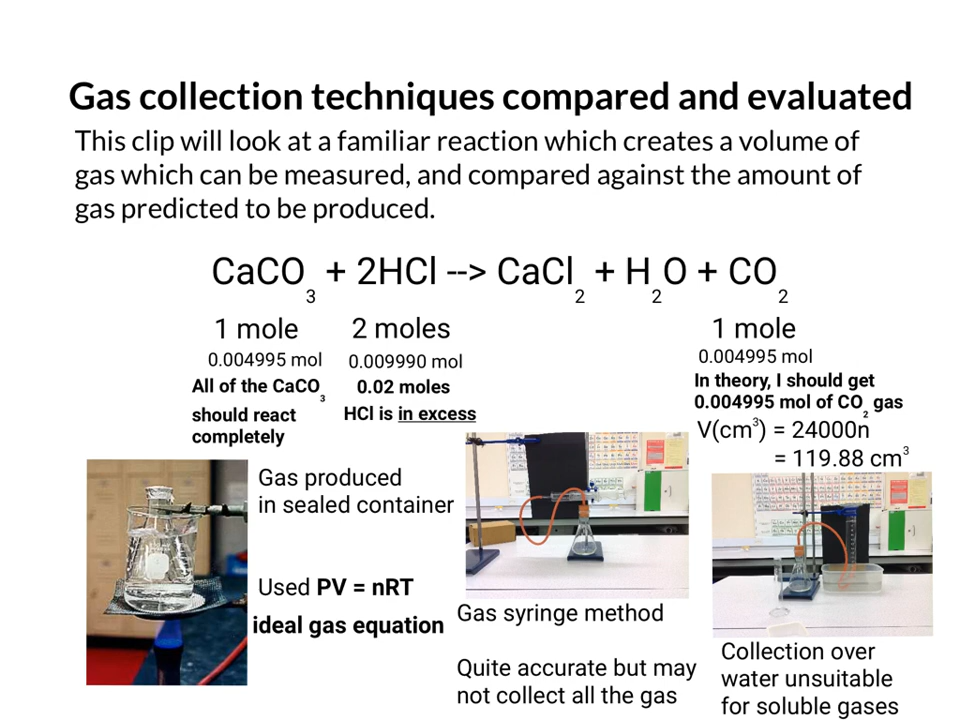 Gas collection techniques compared and evaluated
This clip will look at a familiar reaction which creates a volume of
gas which can be measured, and compared against the amount of
gas predicted to be produced.
CaCO₃ + 2HCl --> CaCl₂ + H₂O + CO₂
1 mole 2 moles 1 mole
0.004995 mol 0.009990 mol 0.004995 mol
All of the CaCO₃
should react
completely
0.02 moles
HCl is in excess
In theory, I should get
0.004995 mol of CO₂ gas
V(cm³) = 24000n
= 119.88 cm³
Gas produced
in sealed container
Used PV = nRT
ideal gas equation
Gas syringe method
Quite accurate but may
not collect all the gas
Collection over
water unsuitable
for soluble gases